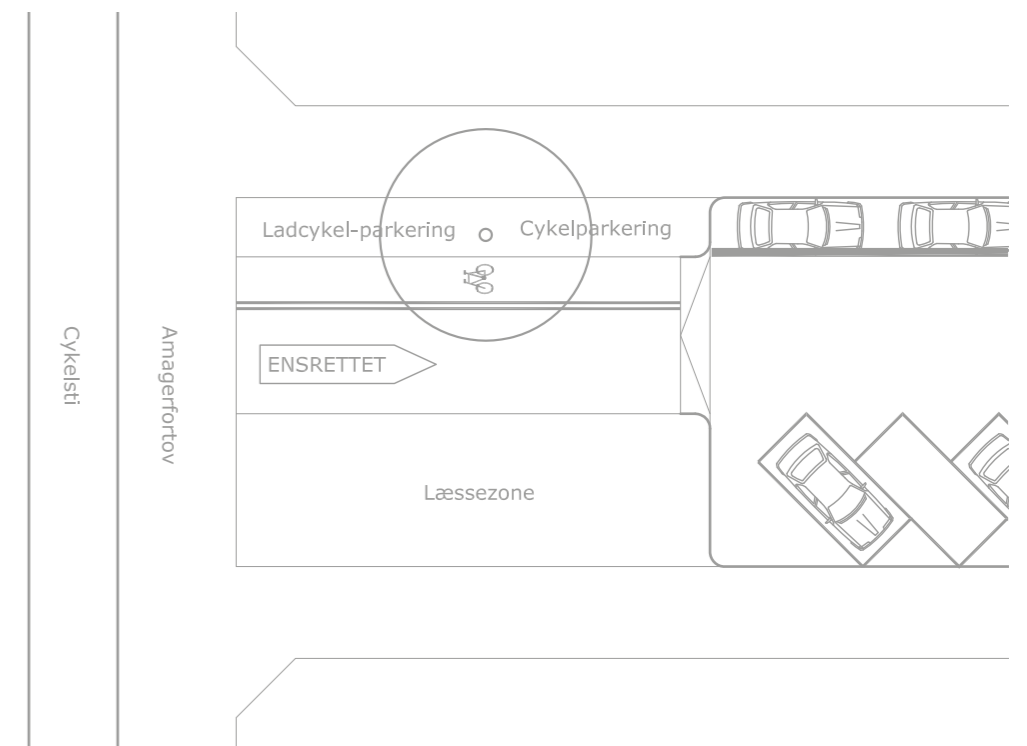 Ladcykel-parkering
Cykelparkering
Cykelsti
Amagerfortov
ENSRETTET
Læssezone